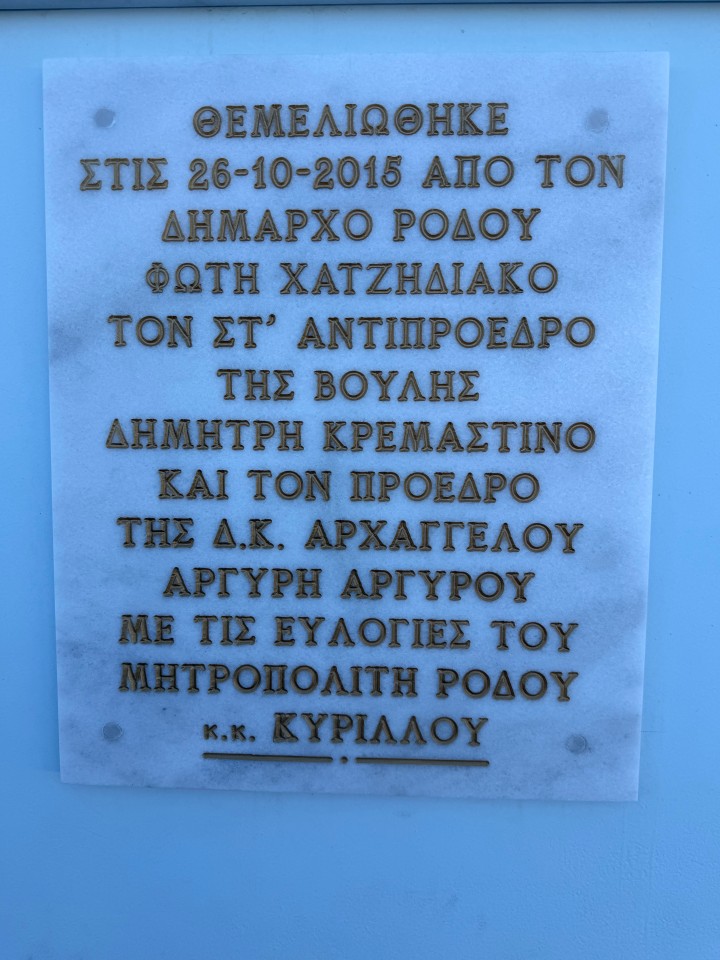 ΘΕΜΕΛΙΩΘΗΚΕ
ΣΤΙΣ 26-10-2015 ΑΠΟ ΤΟΝ
ΔΗΜΑΡΧΟ ΡΟΔΟΥ
ΦΩΤΗ ΧΑΤΖΗΔΙΑΚΟ
ΤΟΝ ΣΤ’ ΑΝΤΙΠΡΟΕΔΡΟ
ΤΗΣ ΒΟΥΛΗΣ
ΔΗΜΗΤΡΗ ΚΡΕΜΑΣΤΙΝΟ
ΚΑΙ ΤΟΝ ΠΡΟΕΔΡΟ
ΤΗΣ Δ.Κ. ΑΡΧΑΓΓΕΛΟΥ
ΑΡΓΥΡΗ ΑΡΓΥΡΟΥ
ΜΕ ΤΙΣ ΕΥΛΟΓΙΕΣ ΤΟΥ
ΜΗΤΡΟΠΟΛΙΤΗ ΡΟΔΟΥ
κ.κ. ΚΥΡΙΛΛΟΥ